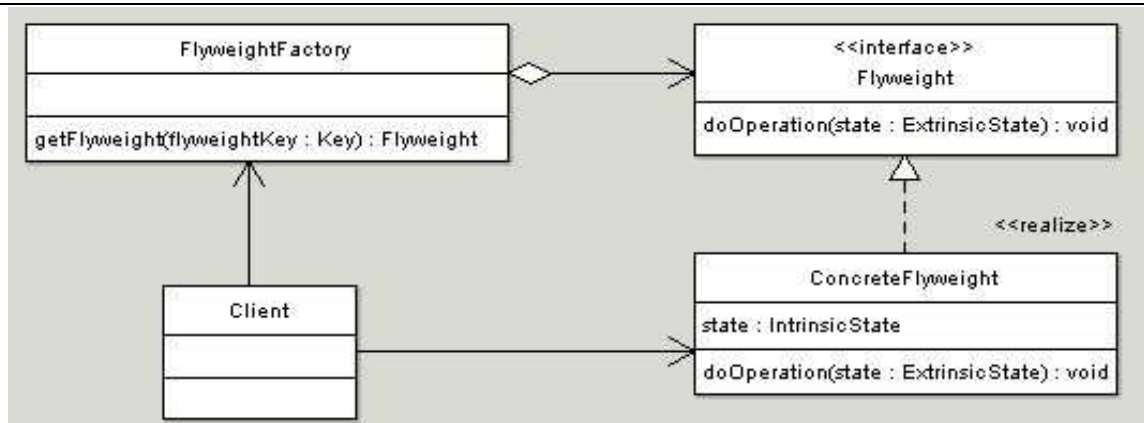 FlyweightFactory
getFlyweight(flyweightKey : Key) : Flyweight
<<interface>>
Flyweight
doOperation(state : ExtrinsicState) : void
<<realize>>
Client
ConcreteFlyweight
state : IntrinsicState
doOperation(state : ExtrinsicState) : void